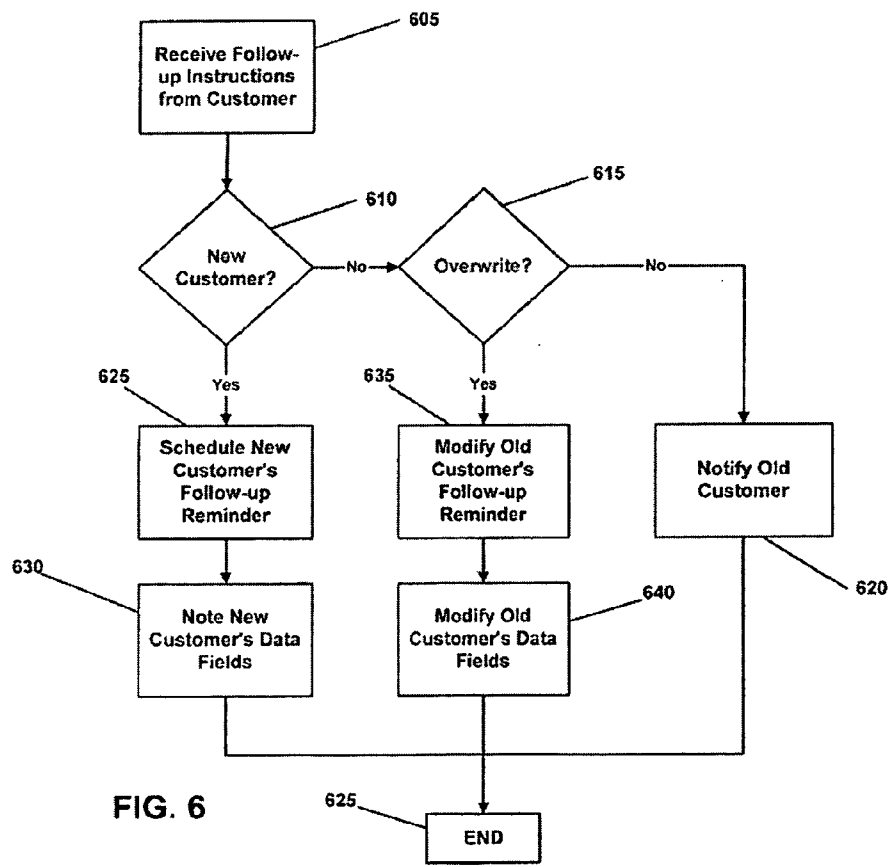 605
Receive Follow-
up Instructions
from Customer
610
New
Customer?
No
615
Overwrite?
No
Yes
Yes
625
Schedule New
Customer's
Follow-up
Reminder
635
Modify Old
Customer's
Follow-up
Reminder
Notify Old
Customer
620
630
Note New
Customer's Data
Fields
640
Modify Old
Customer's Data
Fields
FIG. 6
625
END